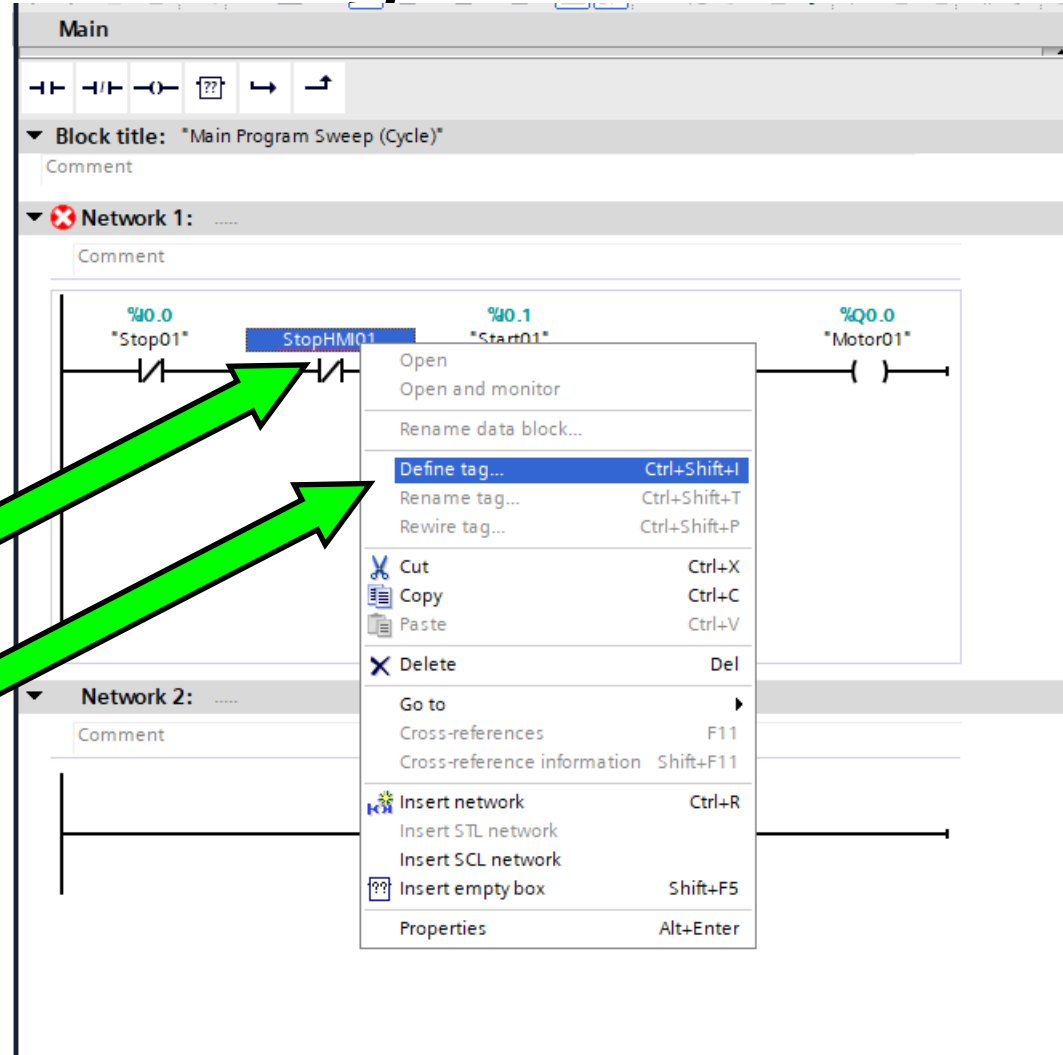 Main
??
Block title: "Main Program Sweep (Cycle)"
Comment
Network 1: .....
Comment
%I0.0 %I0.1 %Q0.0
"Stop01" StopHMI01 "Start01" "Motor01"
Open
Open and monitor
Rename data block...
Define tag... Ctrl+Shift+I
Rename tag... Ctrl+Shift+T
Rewire tag... Ctrl+Shift+P
Cut Ctrl+X
Copy Ctrl+C
Paste Ctrl+V
Delete Del
Network 2: .....
Go to
Comment
Cross-references F11
Cross-reference information Shift+F11
Insert network Ctrl+R
Insert STL network
Insert SCL network
?? Insert empty box Shift+F5
Properties Alt+Enter